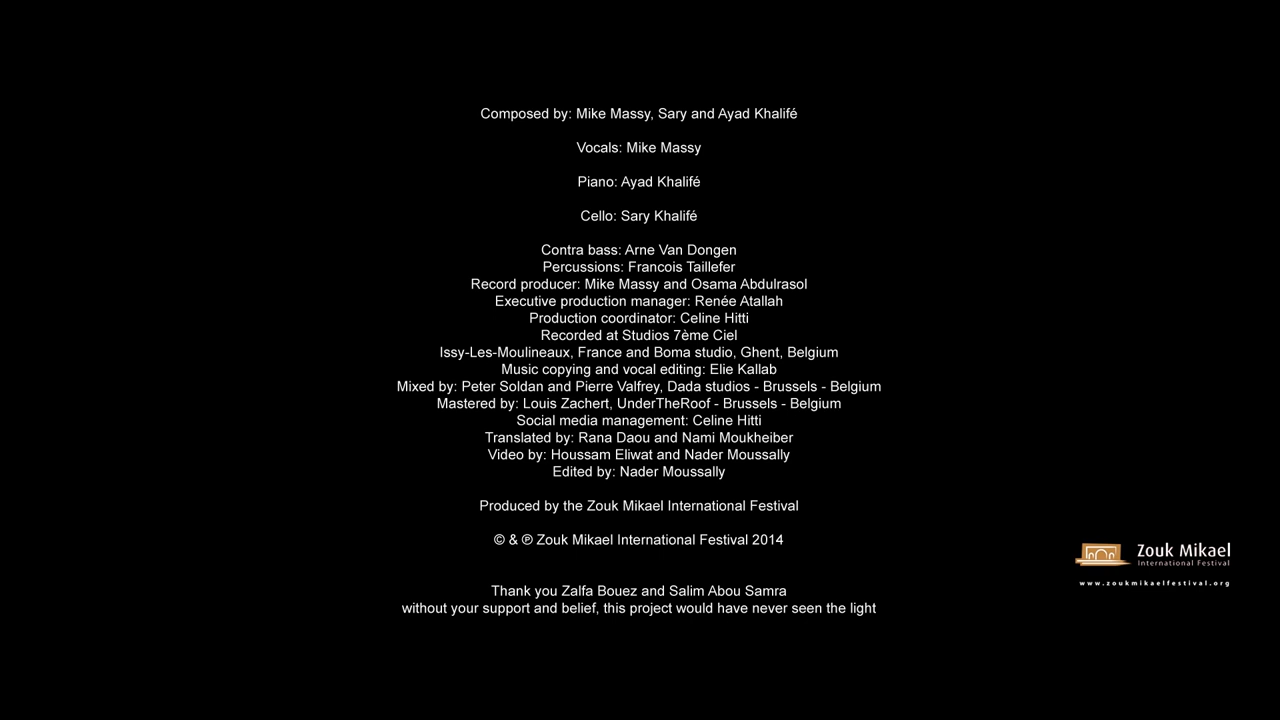 Composed by: Mike Massy, Sary and Ayad Khalifé
Vocals: Mike Massy
Piano: Ayad Khalifé
Cello: Sary Khalifé
Contra bass: Arne Van Dongen
Percussions: Francois Taillefer
Record producer: Mike Massy and Osama Abdulrasol
Executive production manager: Renée Atallah
Production coordinator: Celine Hitti
Recorded at Studios 7ème Ciel
Issy-Les-Moulineaux, France and Boma studio, Ghent, Belgium
Music copying and vocal editing: Elie Kallab
Mixed by: Peter Soldan and Pierre Valfrey, Dada studios - Brussels - Belgium
Mastered by: Louis Zachert, UnderTheRoof - Brussels - Belgium
Social media management: Celine Hitti
Translated by: Rana Daou and Nami Moukheiber
Video by: Houssam Eliwat and Nader Moussally
Edited by: Nader Moussally
Produced by the Zouk Mikael International Festival
© & ℗ Zouk Mikael International Festival 2014
Thank you Zalfa Bouez and Salim Abou Samra
without your support and belief, this project would have never seen the light
Zouk Mikael
International Festival
www.zoukmikaelfestival.org